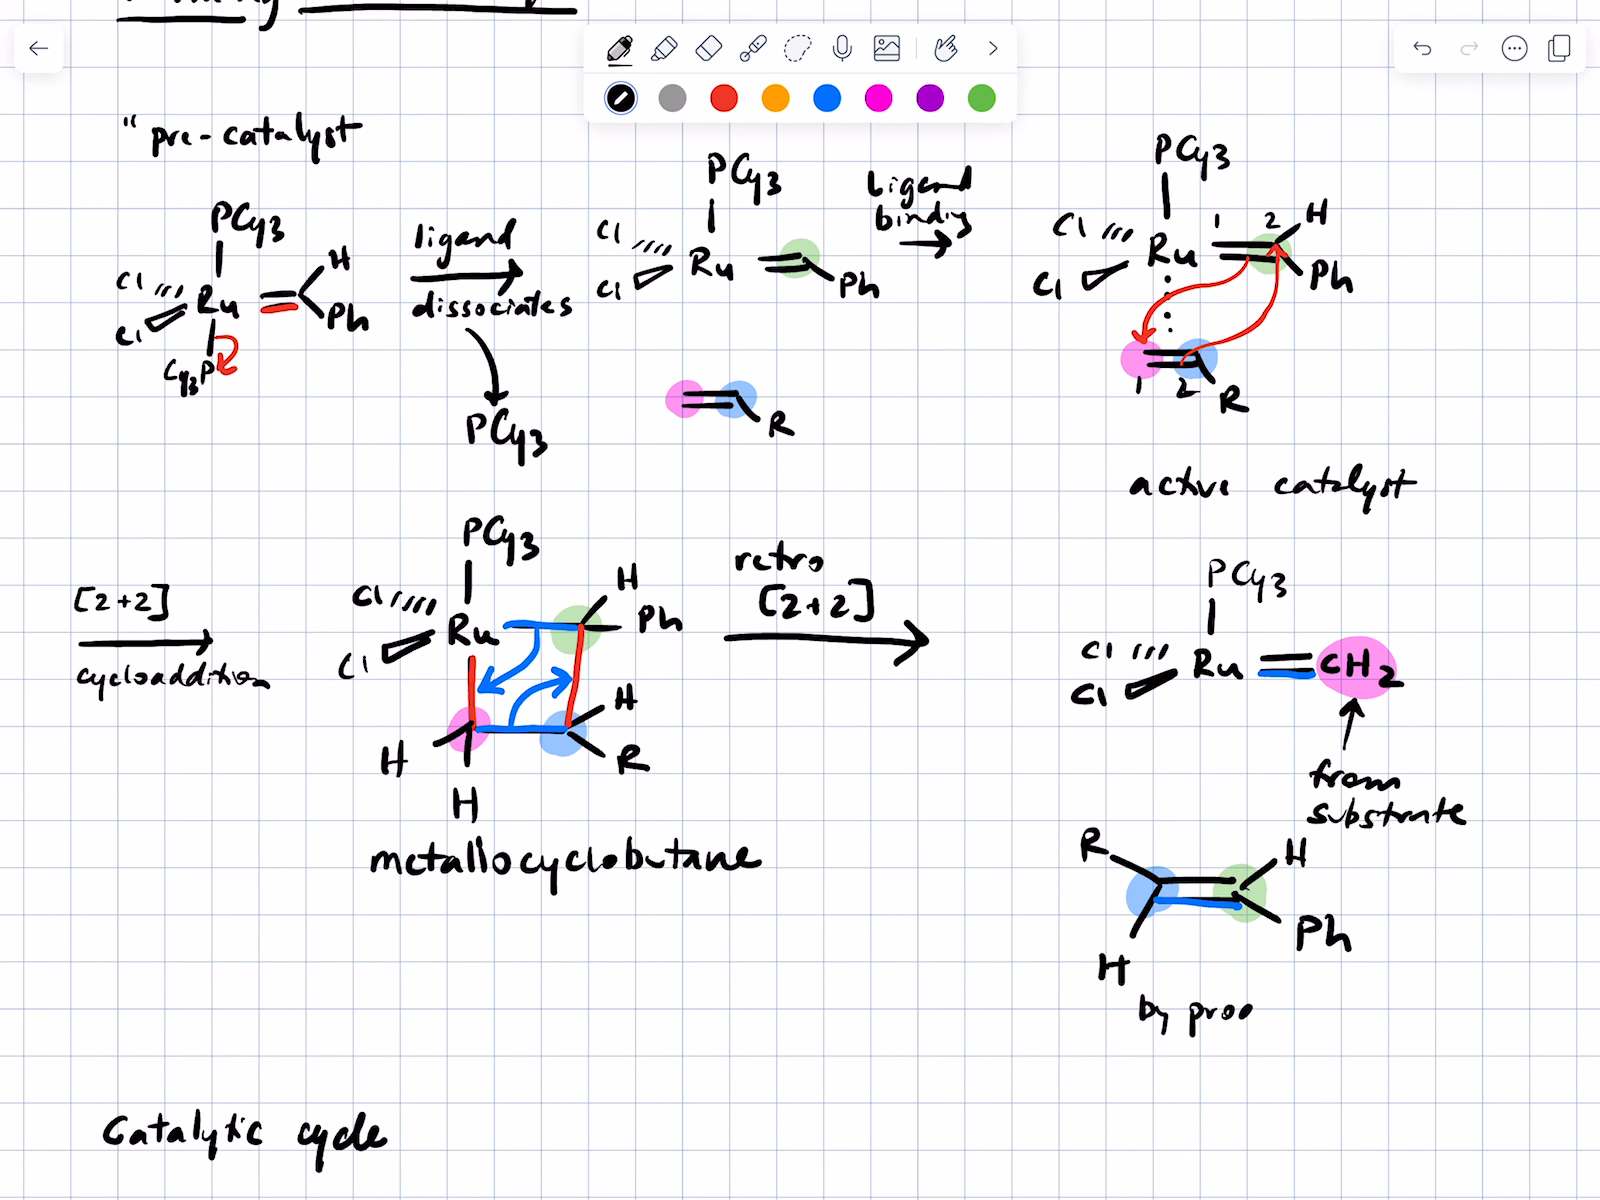 " pre-catalyst
PCy3
Cl
Cl
Ru
H
Ph
Cy3P
ligand
dissociates
PCy3
PCy3
Cl
Cl
Ru
Ph
R
Ligand
binding
PCy3
Cl
Cl
Ru
1
2
H
Ph
1
2
R
active catalyst
[2+2]
cycloaddition
PCy3
Cl
Cl
Ru
H
Ph
H
R
H
H
metallocyclobutane
retro
[2+2]
PCy3
Cl
Cl
Ru
CH2
from
substrate
R
H
H
Ph
by proo
Catalytic cycle